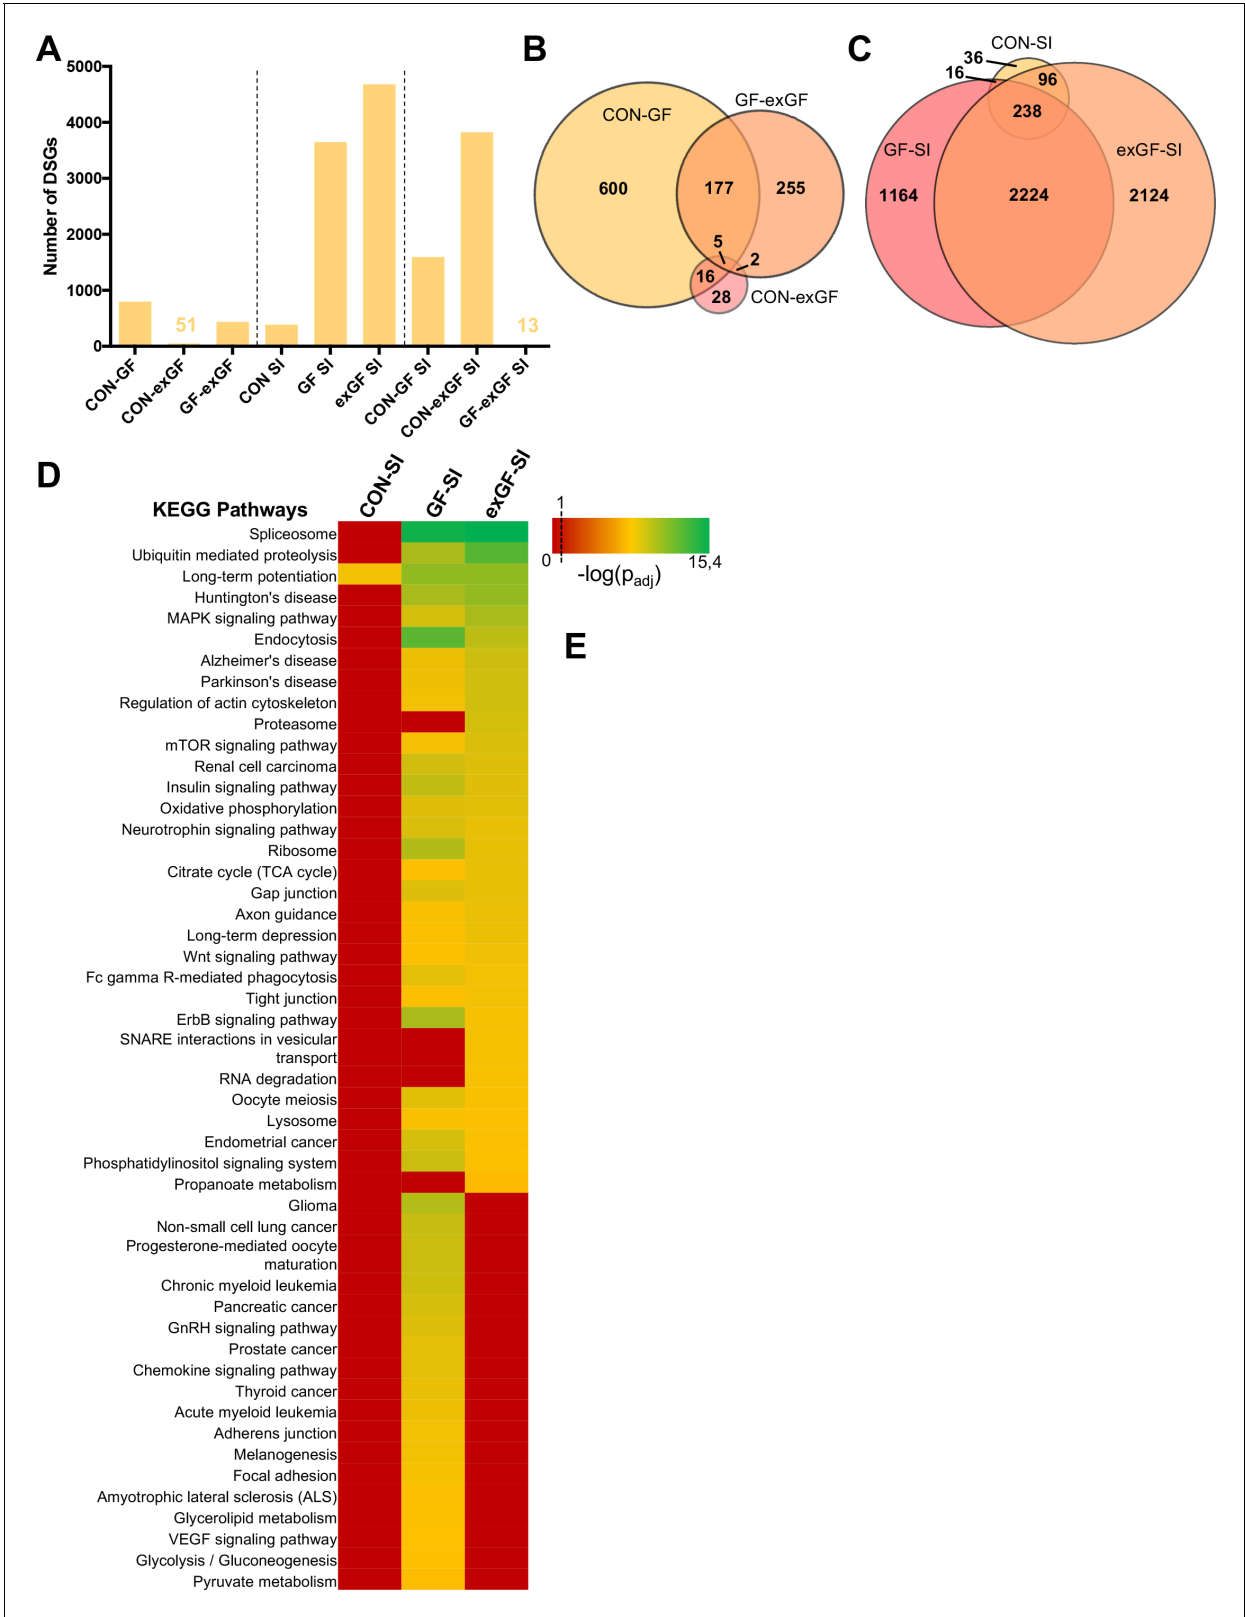 A
Number of DSGs
5000
4000
3000
2000
1000
0
51
13
CON-GF
CON-exGF
GF-exGF
CON SI
GF SI
exGF SI
CON-GF SI
CON-exGF SI
GF-exGF SI
B
CON-GF
GF-exGF
600
177
255
5
2
16
28
CON-exGF
C
CON-SI
36
16
96
238
GF-SI
exGF-SI
1164
2224
2124
D
KEGG Pathways
CON-SI
GF-SI
exGF-SI
1
0
15,4
-log(padj)
Spliceosome
Ubiquitin mediated proteolysis
Long-term potentiation
Huntington's disease
MAPK signaling pathway
Endocytosis
Alzheimer's disease
Parkinson's disease
Regulation of actin cytoskeleton
Proteasome
mTOR signaling pathway
Renal cell carcinoma
Insulin signaling pathway
Oxidative phosphorylation
Neurotrophin signaling pathway
Ribosome
Citrate cycle (TCA cycle)
Gap junction
Axon guidance
Long-term depression
Wnt signaling pathway
Fc gamma R-mediated phagocytosis
Tight junction
ErbB signaling pathway
SNARE interactions in vesicular
transport
RNA degradation
Oocyte meiosis
Lysosome
Endometrial cancer
Phosphatidylinositol signaling system
Propanoate metabolism
Glioma
Non-small cell lung cancer
Progesterone-mediated oocyte
maturation
Chronic myeloid leukemia
Pancreatic cancer
GnRH signaling pathway
Prostate cancer
Chemokine signaling pathway
Thyroid cancer
Acute myeloid leukemia
Adherens junction
Melanogenesis
Focal adhesion
Amyotrophic lateral sclerosis (ALS)
Glycerolipid metabolism
VEGF signaling pathway
Glycolysis / Gluconeogenesis
Pyruvate metabolism
E